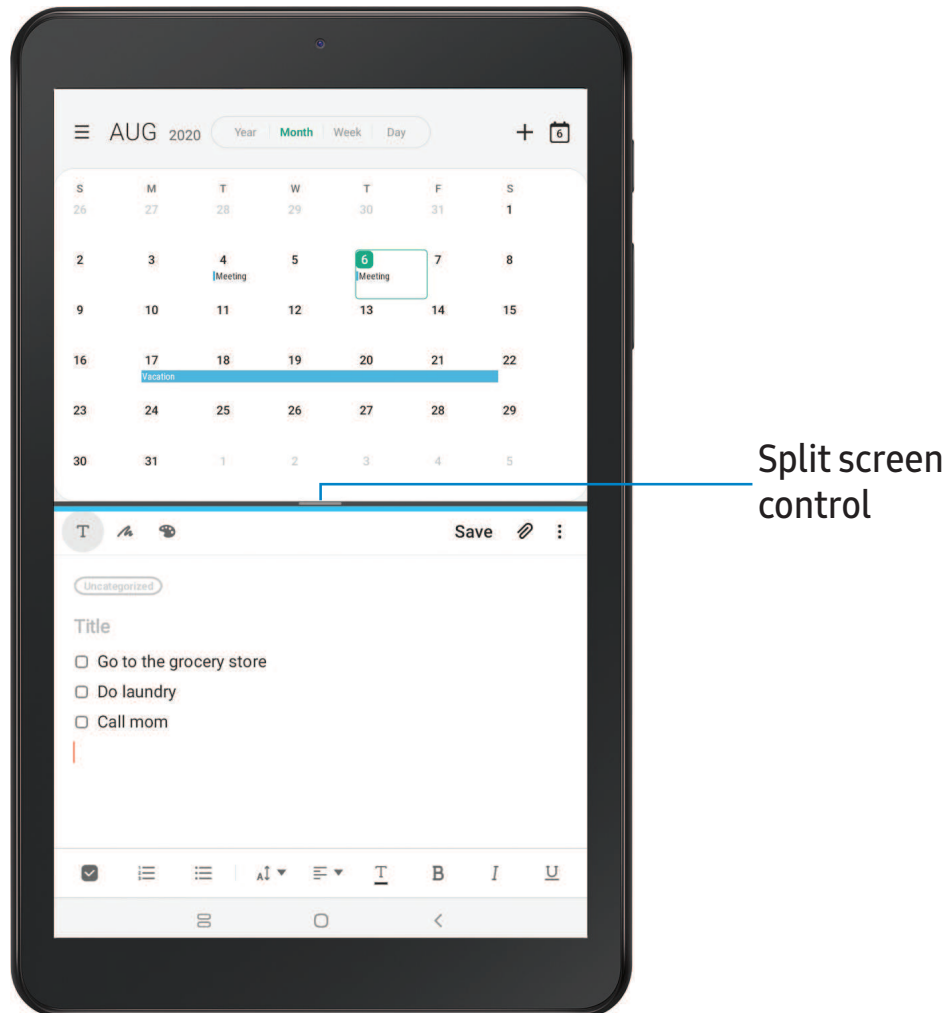 AUG 2020 Year Month Week Day 6
S M T W T F S
26 27 28 29 30 31 1
2 3 4 5 6 7 8
Meeting Meeting
9 10 11 12 13 14 15
16 17 18 19 20 21 22
Vacation
23 24 25 26 27 28 29
30 31 1 2 3 4 5
Split screen
control
T Save
Uncategorized
Title
Go to the grocery store
Do laundry
Call mom
A T B I U